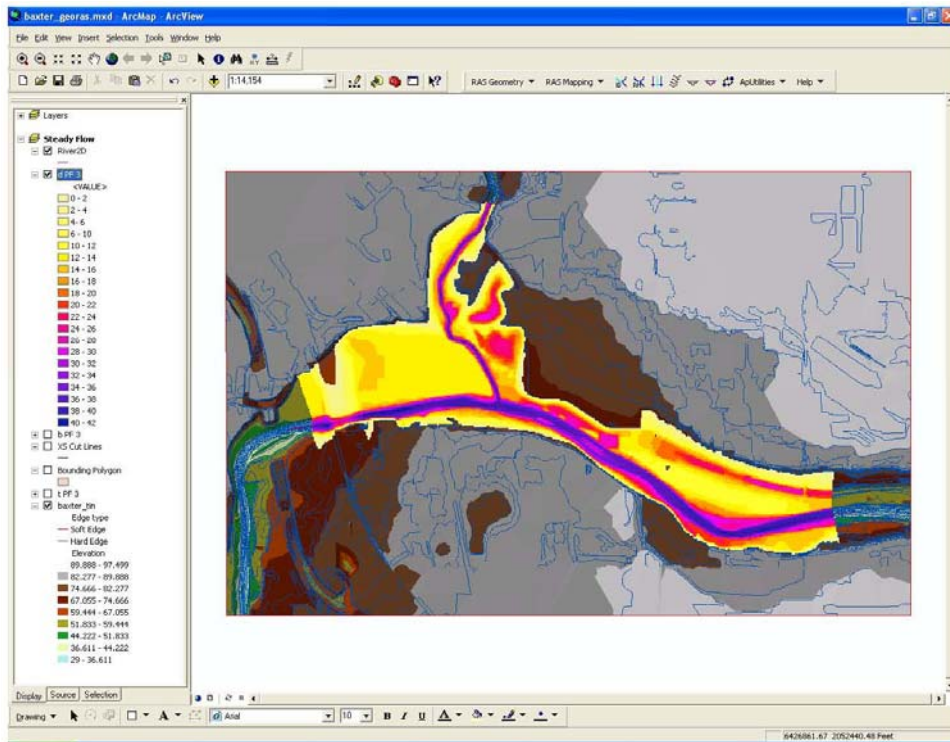 baxter_georas.mxd - ArcMap - ArcView
File Edit View Insert Selection Tools Window Help
1:14,154 RAS Geometry RAS Mapping ApUtilities Help
Layers
Steady Flow
River2D
d PF 3
<VALUE>
0 - 2
2 - 4
4 - 6
6 - 10
10 - 12
12 - 14
14 - 16
16 - 18
18 - 20
20 - 22
22 - 24
24 - 26
26 - 28
28 - 30
30 - 32
32 - 34
34 - 36
36 - 38
38 - 40
40 - 42
b PF 3
XS Cut Lines
Bounding Polygon
t PF 3
baxter_tin
Edge type
Soft Edge
Hard Edge
Elevation
89.888 - 97.499
82.277 - 89.888
74.666 - 82.277
67.055 - 74.666
59.444 - 67.055
51.833 - 59.444
44.222 - 51.833
36.611 - 44.222
29 - 36.611
Display Source Selection
Drawing A Arial 10 B I U A
6426861.67 2052440.48 Feet